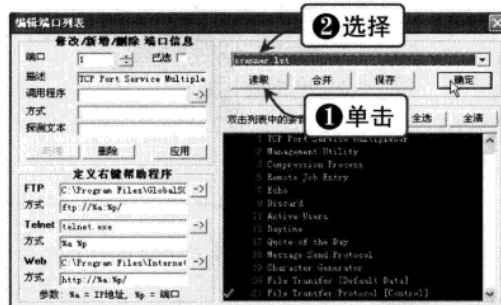 编辑端口列表
修改/新增/删除 端口信息
端口 1 已选
描述 TCP Port Service Multiple
调用程序 ->
方式
探测文本
新增 删除 应用
定义右键帮助程序
FTP C:\Program Files\GlobalSC ->
方式 ftp://%a:%p/
Telnet telnet.exe ->
方式 %a %p
Web C:\Program Files\Internet ->
方式 http://%a:%p/
参数: %a = IP地址, %p = 端口
❷选择
scanner.lst
读取 合并 保存 确定
❶单击
双击列表中的 全选 全清
1 TCP Port Service Multiplexer
2 Management Utility
3 Compression Process
5 Remote Job Entry
7 Echo
9 Discard
11 Active Users
13 Daytime
17 Quote of the Day
18 Message Send Protocol
19 Character Generator
20 File Transfer [Default Data]
21 File Transfer Protocol [Control]